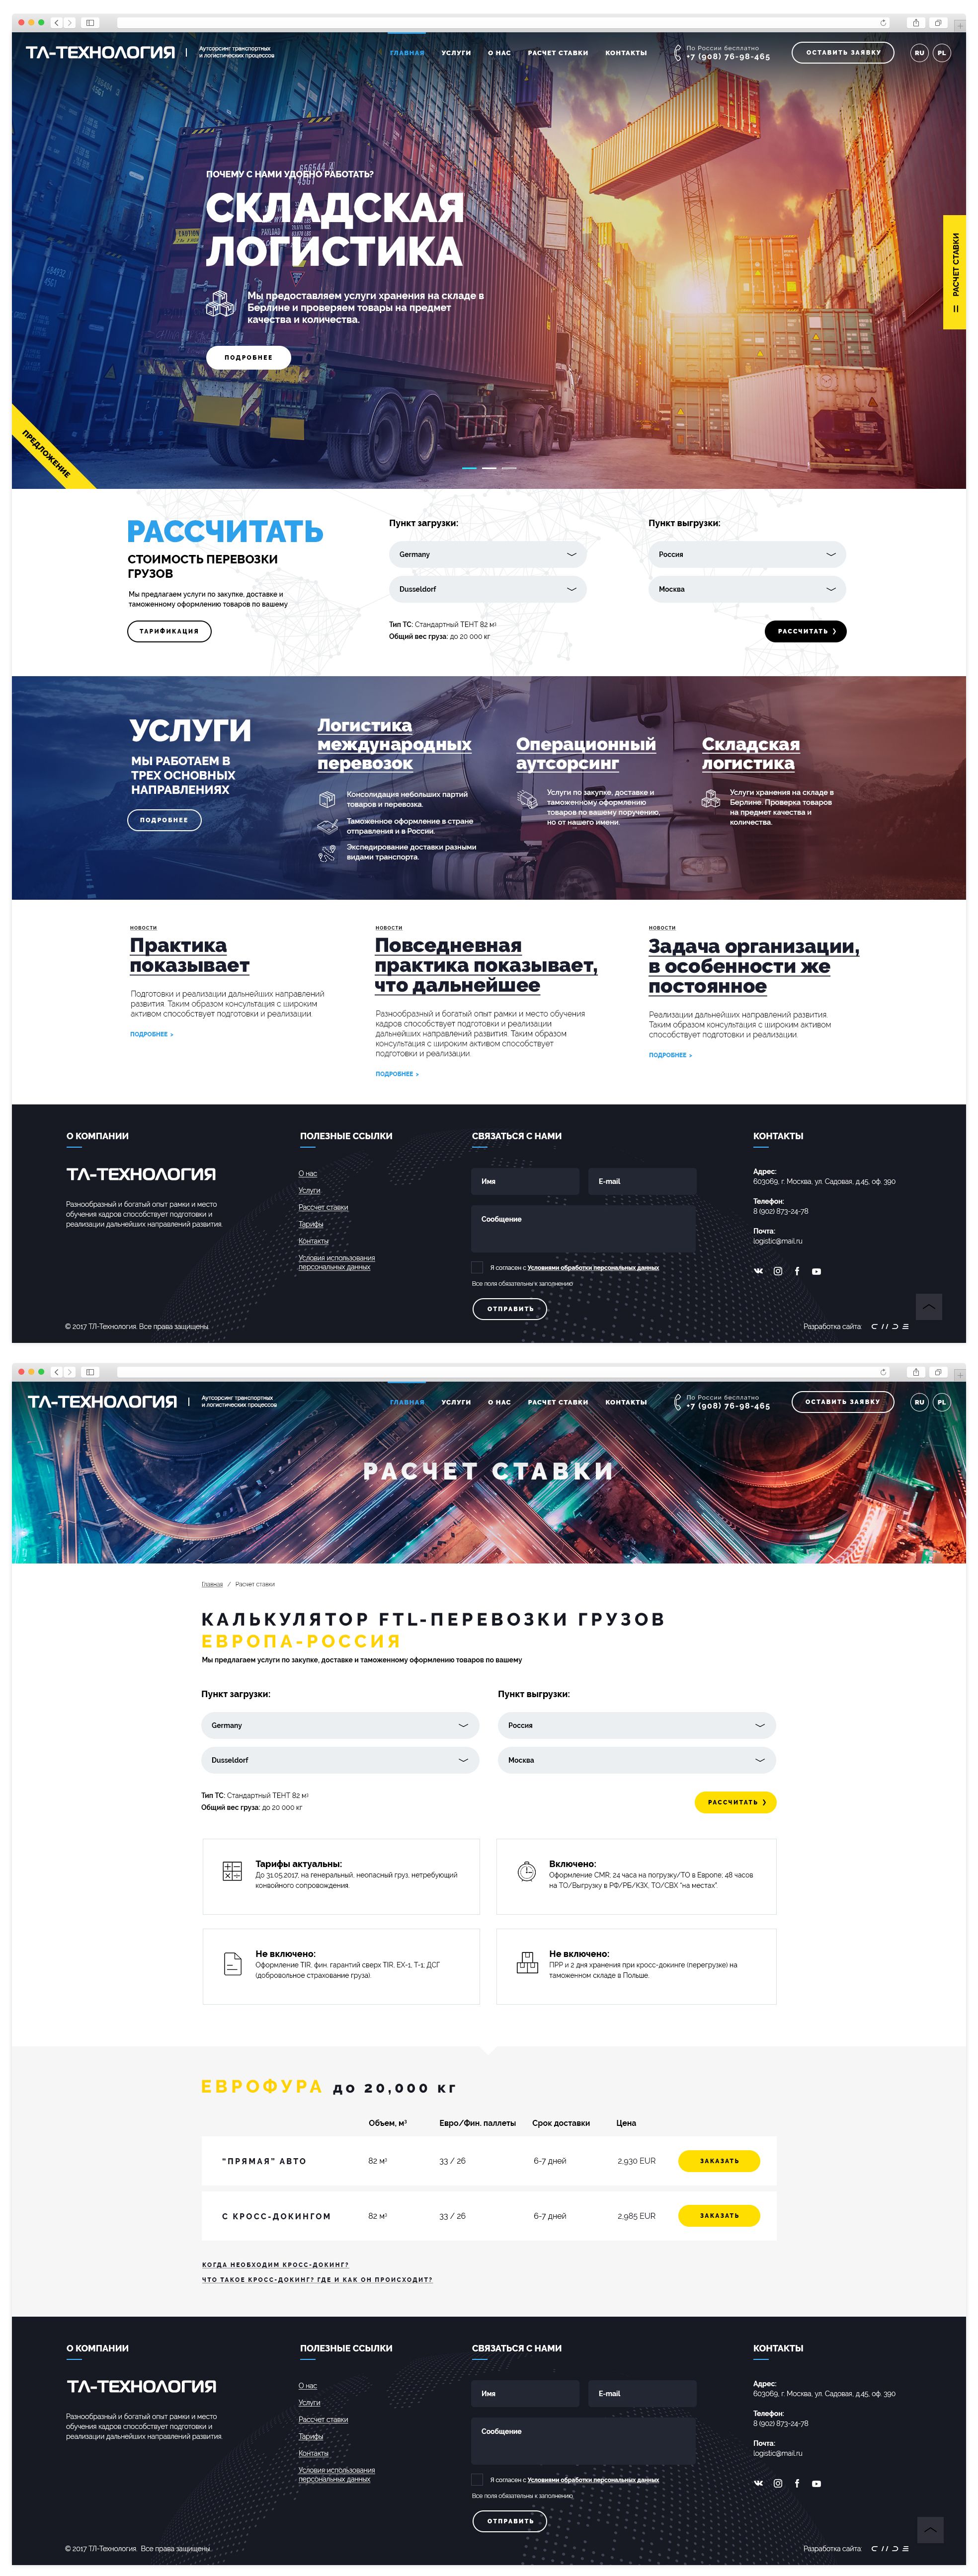 ТЛ-ТЕХНОЛОГИЯ
Аутсорсинг транспортных
и логистических процессов
ГЛАВНАЯ УСЛУГИ О НАС РАСЧЕТ СТАВКИ КОНТАКТЫ
По России бесплатно
+7 (908) 76-98-465
ОСТАВИТЬ ЗАЯВКУ
RU PL
ПОЧЕМУ С НАМИ УДОБНО РАБОТАТЬ?
СКЛАДСКАЯ
ЛОГИСТИКА
Мы предоставляем услуги хранения на складе в
Берлине и проверяем товары на предмет
качества и количества.
ПОДРОБНЕЕ
РАСЧЕТ СТАВКИ
ПРЕДЛОЖЕНИЕ
РАССЧИТАТЬ
СТОИМОСТЬ ПЕРЕВОЗКИ
ГРУЗОВ
Мы предлагаем услуги по закупке, доставке и
таможенному оформлению товаров по вашему
ТАРИФИКАЦИЯ
Пункт загрузки:
Germany
Dusseldorf
Тип ТС: Стандартный ТЕНТ 82 м³
Общий вес груза: до 20 000 кг
Пункт выгрузки:
Россия
Москва
РАССЧИТАТЬ
УСЛУГИ
МЫ РАБОТАЕМ В
ТРЕХ ОСНОВНЫХ
НАПРАВЛЕНИЯХ
ПОДРОБНЕЕ
Логистика
международных
перевозок
Консолидация небольших партий
товаров и перевозка.
Таможенное оформление в стране
отправления и в России.
Экспедирование доставки разными
видами транспорта.
Операционный
аутсорсинг
Услуги по закупке, доставке и
таможенному оформлению
товаров по вашему поручению,
но от нашего имени.
Складская
логистика
Услуги хранения на складе в
Берлине. Проверка товаров
на предмет качества и
количества.
НОВОСТИ
Практика
показывает
Подготовки и реализации дальнейших направлений
развития. Таким образом консультация с широким
активом способствует подготовки и реализации.
ПОДРОБНЕЕ »
НОВОСТИ
Повседневная
практика показывает,
что дальнейшее
Разнообразный и богатый опыт рамки и место обучения
кадров способствует подготовки и реализации
дальнейших направлений развития. Таким образом
консультация с широким активом способствует
подготовки и реализации.
ПОДРОБНЕЕ »
НОВОСТИ
Задача организации,
в особенности же
постоянное
Реализации дальнейших направлений развития.
Таким образом консультация с широким активом
способствует подготовки и реализации.
ПОДРОБНЕЕ »
О КОМПАНИИ
ТЛ-ТЕХНОЛОГИЯ
Разнообразный и богатый опыт рамки и место
обучения кадров способствует подготовки и
реализации дальнейших направлений развития.
ПОЛЕЗНЫЕ ССЫЛКИ
О нас
Услуги
Рассчет ставки
Тарифы
Контакты
Условия использования
персональных данных
СВЯЗАТЬСЯ С НАМИ
Имя
E-mail
Сообщение
Я согласен с Условиями обработки персональных данных
Все поля обязательны к заполнению
ОТПРАВИТЬ
КОНТАКТЫ
Адрес:
603069, г. Москва, ул. Садовая, д.45, оф. 390
Телефон:
8 (902) 873-24-78
Почта:
logistic@mail.ru
© 2017 ТЛ-Технология. Все права защищены.
Разработка сайта:
ТЛ-ТЕХНОЛОГИЯ
Аутсорсинг транспортных
и логистических процессов
ГЛАВНАЯ УСЛУГИ О НАС РАСЧЕТ СТАВКИ КОНТАКТЫ
По России бесплатно
+7 (908) 76-98-465
ОСТАВИТЬ ЗАЯВКУ
RU PL
РАСЧЕТ СТАВКИ
Главная / Расчет ставки
КАЛЬКУЛЯТОР FTL-ПЕРЕВОЗКИ ГРУЗОВ
ЕВРОПА-РОССИЯ
Мы предлагаем услуги по закупке, доставке и таможенному оформлению товаров по вашему
Пункт загрузки:
Germany
Dusseldorf
Тип ТС: Стандартный ТЕНТ 82 м³
Общий вес груза: до 20 000 кг
Пункт выгрузки:
Россия
Москва
РАССЧИТАТЬ
Тарифы актуальны:
До 31.05.2017, на генеральный, неопасный груз, нетребующий
конвойного сопровождения.
Включено:
Оформление CMR; 24 часа на погрузку/ТО в Европе; 48 часов
на ТО/Выгрузку в РФ/РБ/КЗХ, ТО/СВХ "на местах".
Не включено:
Оформление TIR, фин. гарантий сверх TIR, EX-1, T-1, ДСГ
(добровольное страхование груза).
Не включено:
ПРР и 2 дня хранения при кросс-докинге (перегрузке) на
таможенном складе в Польше.
ЕВРОФУРА ДО 20,000 КГ
Объем, м³ Евро/Фин. паллеты Срок доставки Цена
"ПРЯМАЯ" АВТО 82 м³ 33 / 26 6-7 дней 2,930 EUR ЗАКАЗАТЬ
С КРОСС-ДОКИНГОМ 82 м³ 33 / 26 6-7 дней 2,985 EUR ЗАКАЗАТЬ
КОГДА НЕОБХОДИМ КРОСС-ДОКИНГ?
ЧТО ТАКОЕ КРОСС-ДОКИНГ? ГДЕ И КАК ОН ПРОИСХОДИТ?
О КОМПАНИИ
ТЛ-ТЕХНОЛОГИЯ
Разнообразный и богатый опыт рамки и место
обучения кадров способствует подготовки и
реализации дальнейших направлений развития.
ПОЛЕЗНЫЕ ССЫЛКИ
О нас
Услуги
Рассчет ставки
Тарифы
Контакты
Условия использования
персональных данных
СВЯЗАТЬСЯ С НАМИ
Имя
E-mail
Сообщение
Я согласен с Условиями обработки персональных данных
Все поля обязательны к заполнению
ОТПРАВИТЬ
КОНТАКТЫ
Адрес:
603069, г. Москва, ул. Садовая, д.45, оф. 390
Телефон:
8 (902) 873-24-78
Почта:
logistic@mail.ru
© 2017 ТЛ-Технология. Все права защищены.
Разработка сайта: